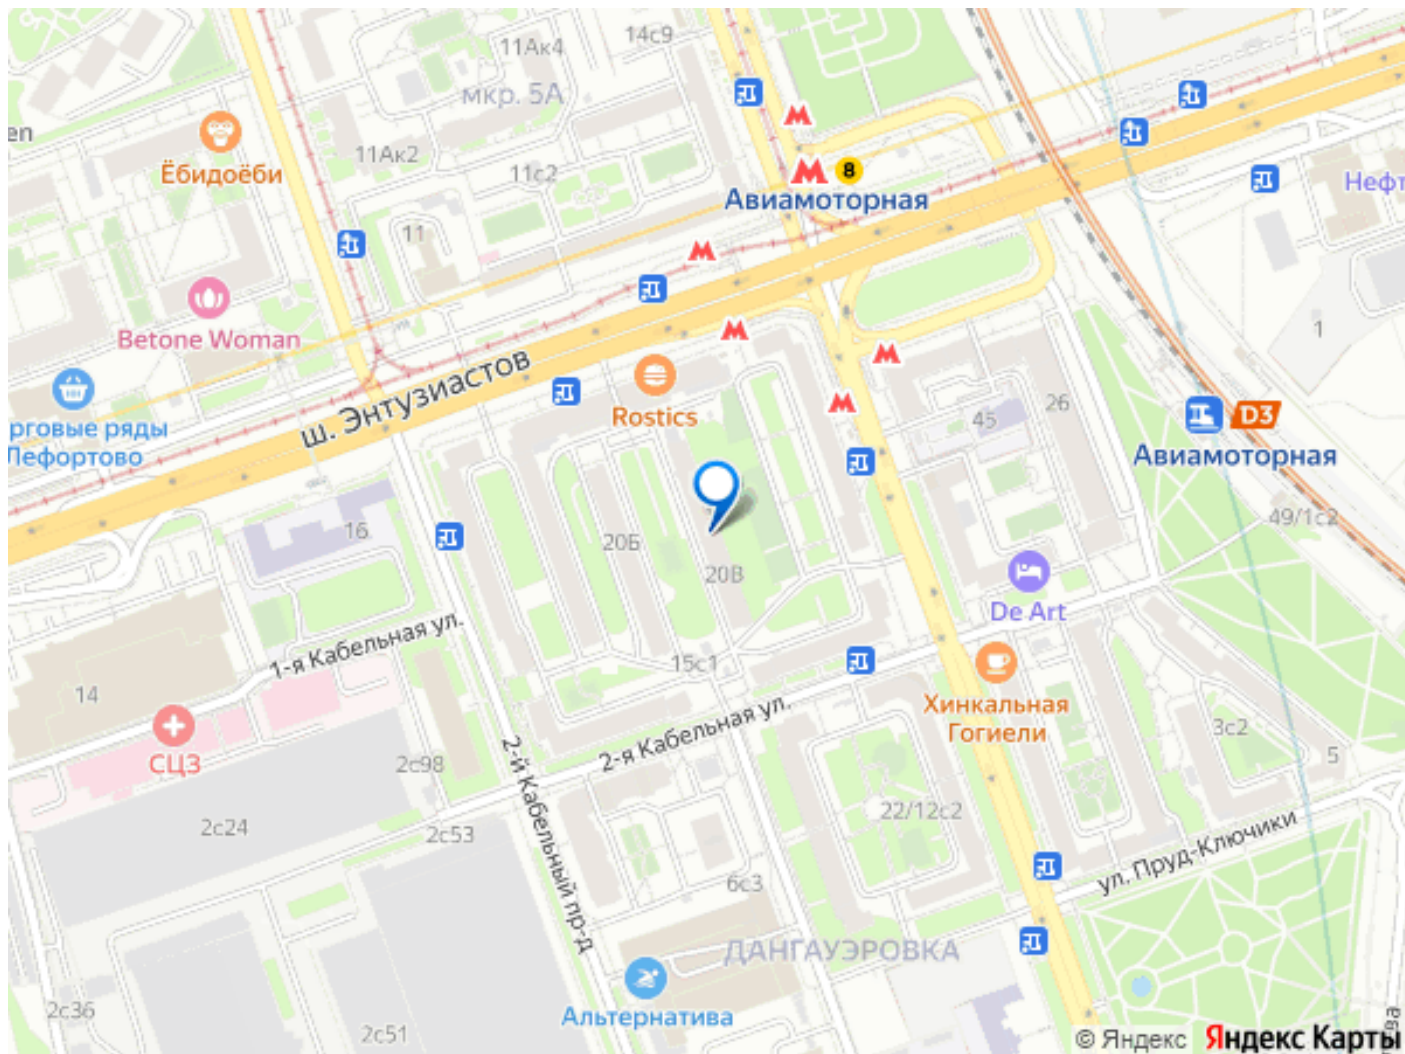 14с9
11Ак4
мкр. 5А
en
Ёбидоёби
11Ак2
11с2
8
Авиамоторная
Нефт
11
Betone Woman
1
ш. Энтузиастов
Rostics
рговые ряды
Лефортово
45
26
D3
Авиамоторная
16
20Б
20В
49/1с2
De Art
1-я Кабельная ул.
15с1
14
СЦЗ
2-я Кабельная ул.
Хинкальная
Гогиели
3с2
5
2с98
2-й Кабельный пр-д
2с24
2с53
22/12с2
ул. Пруд-Ключики
6с3
ДАНГАУЭРОВКА
Альтернатива
2с36
2с51
ва
© Яндекс Яндекс Карты